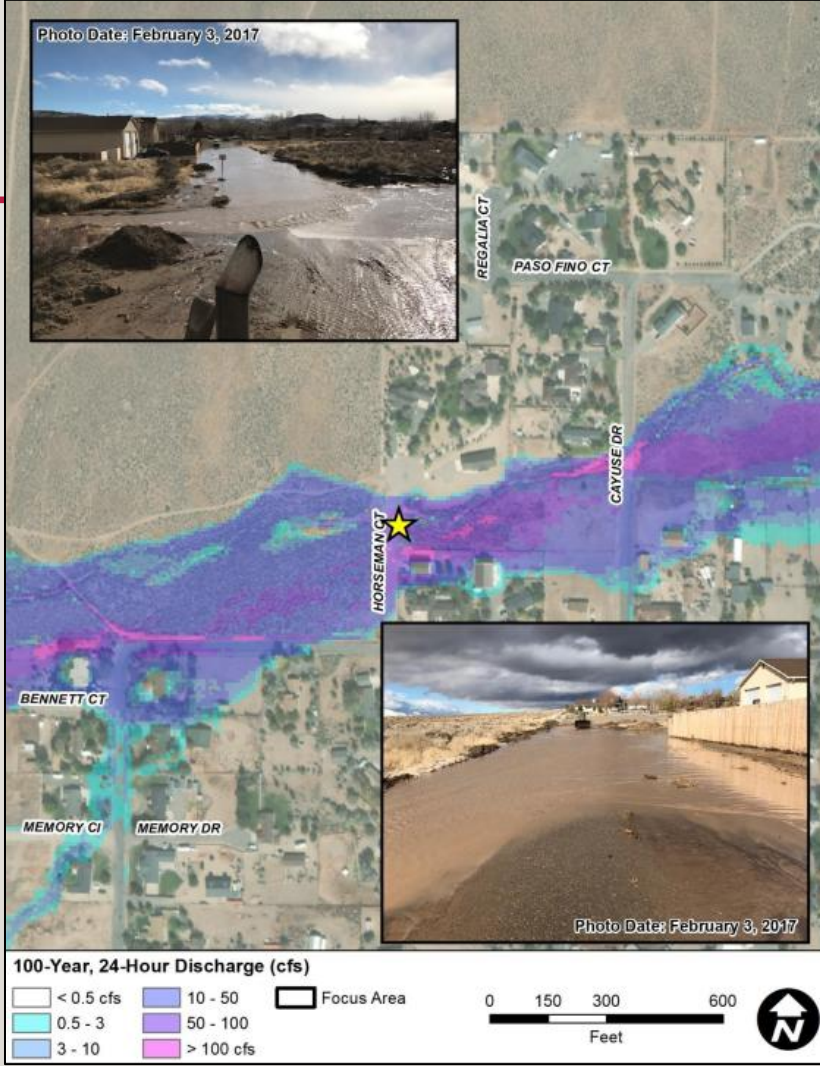 Photo Date: February 3, 2017
REGALIA CT
PASO FINO CT
CAYUSE DR
HORSEMAN CT
BENNETT CT
MEMORY CI
MEMORY DR
Photo Date: February 3, 2017
100-Year, 24-Hour Discharge (cfs)
< 0.5 cfs
0.5 - 3
3 - 10
10 - 50
50 - 100
> 100 cfs
Focus Area
0 150 300 600
Feet
N